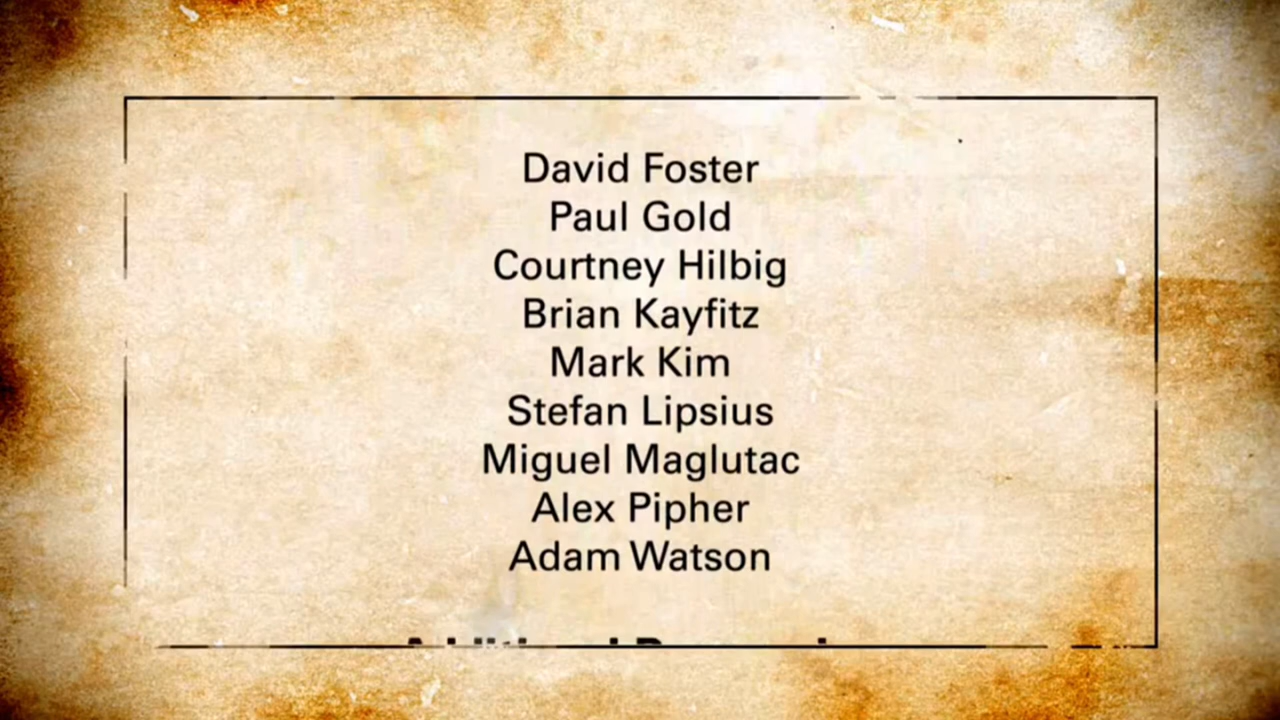 David Foster
Paul Gold
Courtney Hilbig
Brian Kayfitz
Mark Kim
Stefan Lipsius
Miguel Maglutac
Alex Pipher
Adam Watson